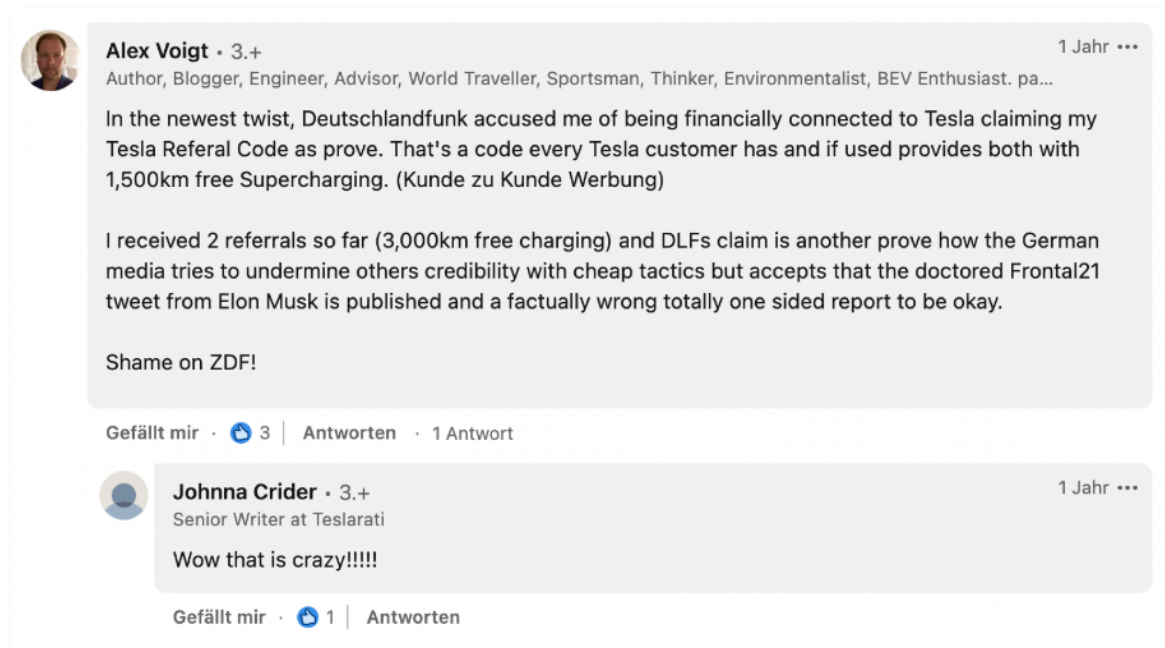 Alex Voigt • 3.+
1 Jahr •••
Author, Blogger, Engineer, Advisor, World Traveller, Sportsman, Thinker, Environmentalist, BEV Enthusiast. pa...
In the newest twist, Deutschlandfunk accused me of being financially connected to Tesla claiming my
Tesla Referal Code as prove. That's a code every Tesla customer has and if used provides both with
1,500km free Supercharging. (Kunde zu Kunde Werbung)
I received 2 referrals so far (3,000km free charging) and DLFs claim is another prove how the German
media tries to undermine others credibility with cheap tactics but accepts that the doctored Frontal21
tweet from Elon Musk is published and a factually wrong totally one sided report to be okay.
Shame on ZDF!
Gefällt mir · 3 | Antworten · 1 Antwort
Johnna Crider • 3.+
1 Jahr •••
Senior Writer at Teslarati
Wow that is crazy!!!!!
Gefällt mir · 1 | Antworten